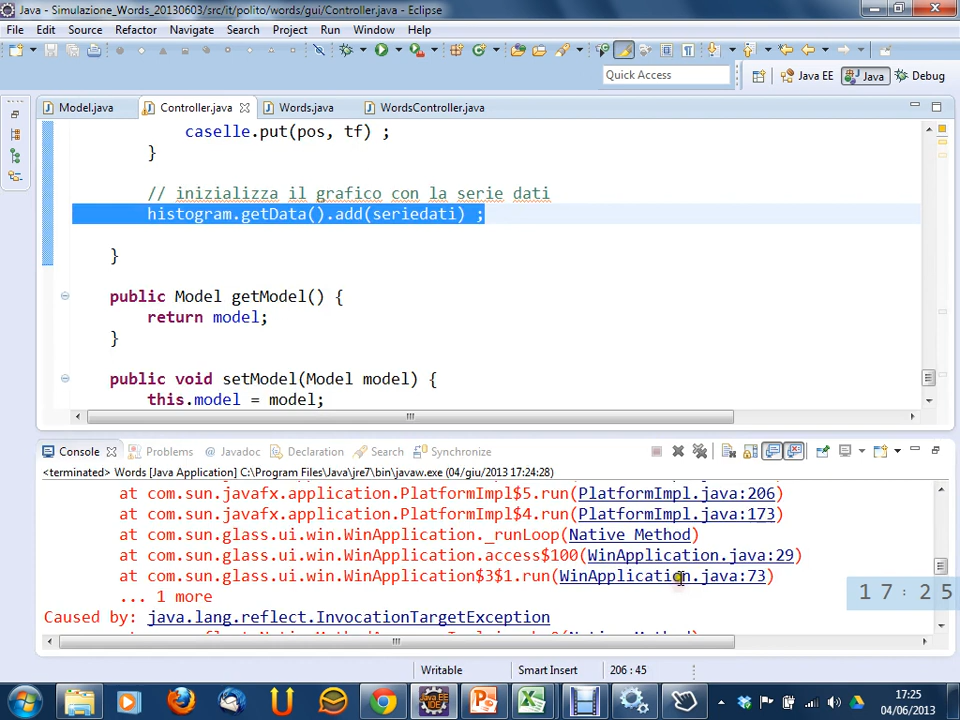 Java - Simulazione_Words_20130603/src/it/polito/words/gui/Controller.java - Eclipse
File Edit Source Refactor Navigate Search Project Run Window Help
Quick Access
Java EE
Java
Debug
Model.java
Controller.java
Words.java
WordsController.java
caselle.put(pos, tf) ;
}
// inizializza il grafico con la serie dati
histogram.getData().add(seriedati) ;
}
public Model getModel() {
return model;
}
public void setModel(Model model) {
this.model = model;
Console
Problems
Javadoc
Declaration
Search
Synchronize
<terminated> Words [Java Application] C:\Program Files\Java\jre7\bin\javaw.exe (04/giu/2013 17:24:28)
at com.sun.javafx.application.PlatformImpl$5.run(PlatformImpl.java:206)
at com.sun.javafx.application.PlatformImpl$4.run(PlatformImpl.java:173)
at com.sun.glass.ui.win.WinApplication._runLoop(Native Method)
at com.sun.glass.ui.win.WinApplication.access$100(WinApplication.java:29)
at com.sun.glass.ui.win.WinApplication$3$1.run(WinApplication.java:73)
... 1 more
Caused by: java.lang.reflect.InvocationTargetException
17:25
Writable
Smart Insert
206 : 45
17:25
04/06/2013